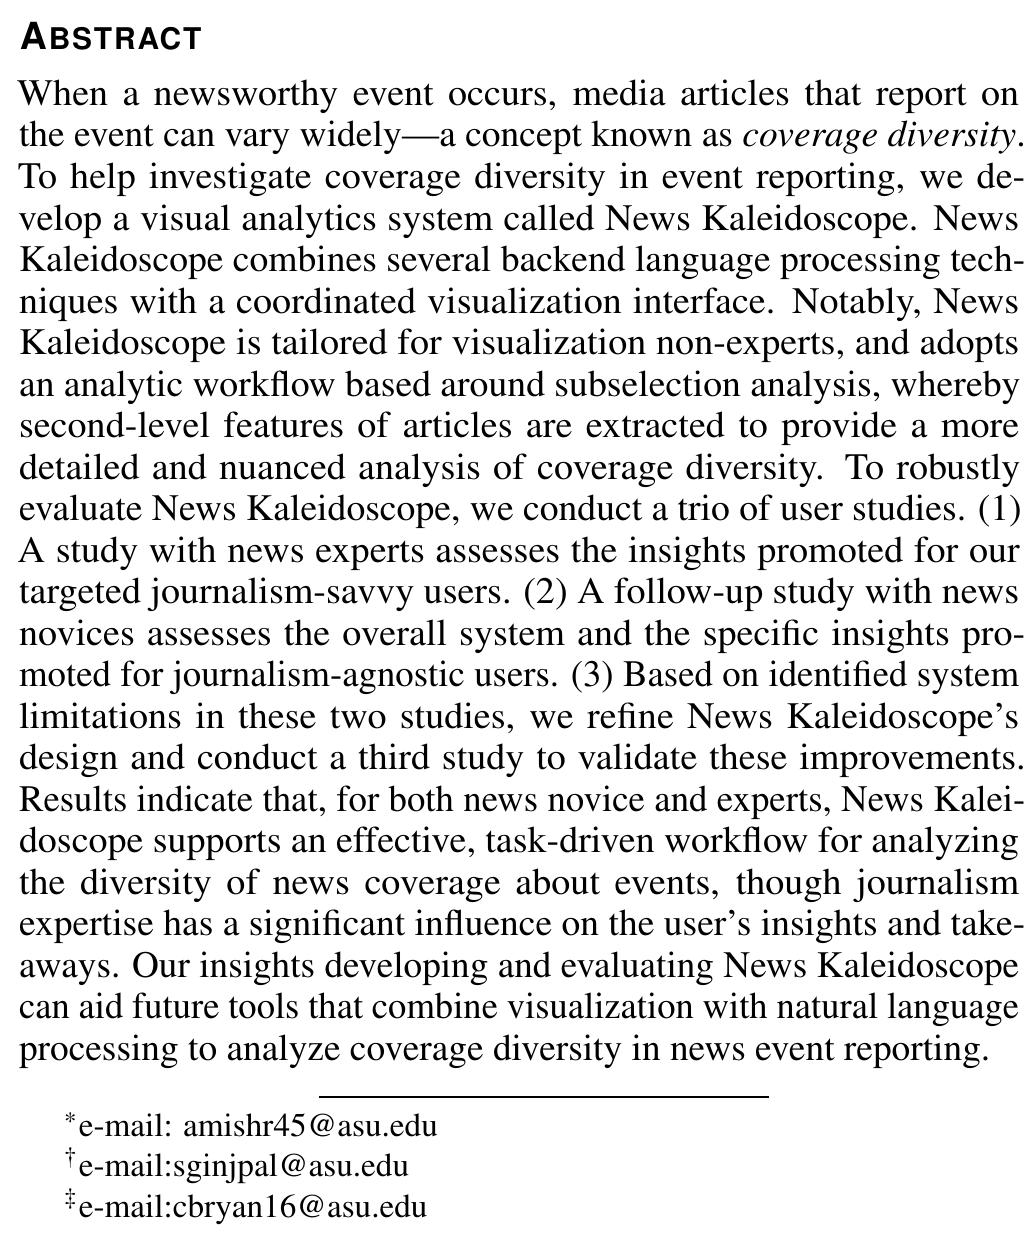 ABSTRACT
When a newsworthy event occurs, media articles that report on
the event can vary widely—a concept known as coverage diversity.
To help investigate coverage diversity in event reporting, we de-
velop a visual analytics system called News Kaleidoscope. News
Kaleidoscope combines several backend language processing tech-
niques with a coordinated visualization interface. Notably, News
Kaleidoscope is tailored for visualization non-experts, and adopts
an analytic workflow based around subselection analysis, whereby
second-level features of articles are extracted to provide a more
detailed and nuanced analysis of coverage diversity. To robustly
evaluate News Kaleidoscope, we conduct a trio of user studies. (1)
A study with news experts assesses the insights promoted for our
targeted journalism-savvy users. (2) A follow-up study with news
novices assesses the overall system and the specific insights pro-
moted for journalism-agnostic users. (3) Based on identified system
limitations in these two studies, we refine News Kaleidoscope's
design and conduct a third study to validate these improvements.
Results indicate that, for both news novice and experts, News Kalei-
doscope supports an effective, task-driven workflow for analyzing
the diversity of news coverage about events, though journalism
expertise has a significant influence on the user's insights and take-
aways. Our insights developing and evaluating News Kaleidoscope
can aid future tools that combine visualization with natural language
processing to analyze coverage diversity in news event reporting.
*e-mail: amishr45@asu.edu
†e-mail:sginjpal@asu.edu
‡e-mail:cbryan16@asu.edu